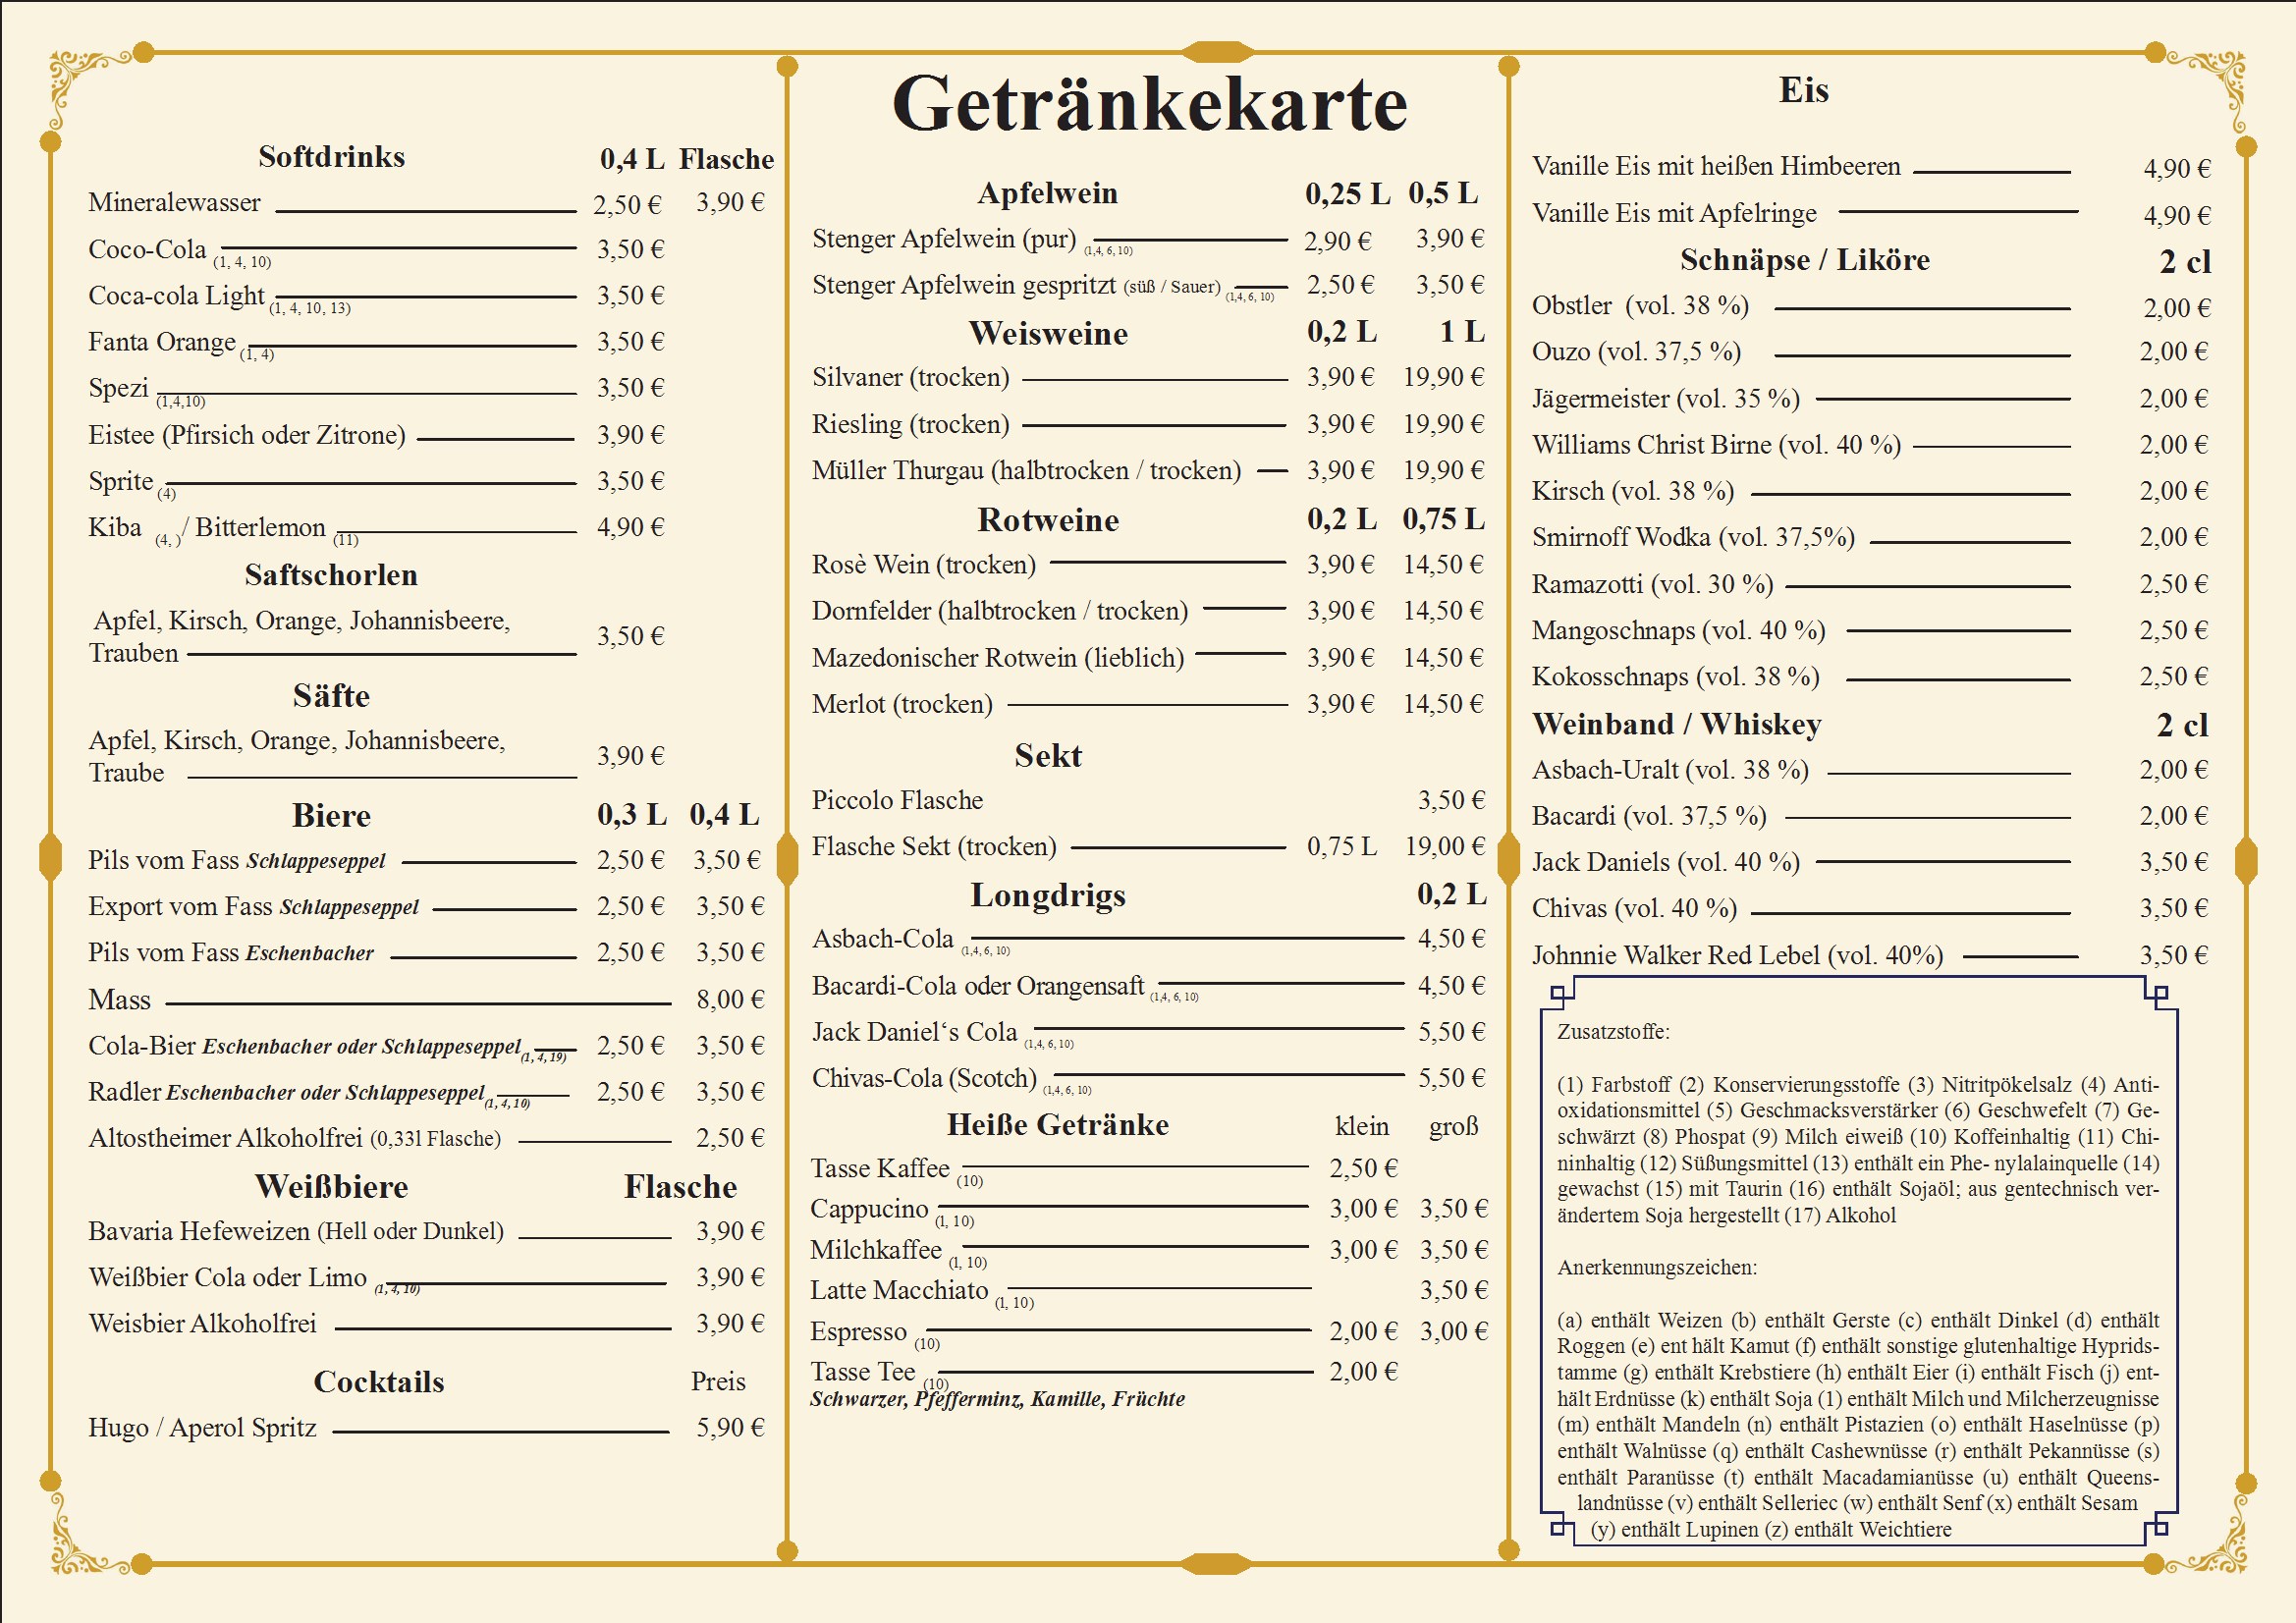 Getränkekarte
Softdrinks 0,4 L Flasche
Mineralewasser 2,50 € 3,90 €
Coco-Cola (1, 4, 10) 3,50 €
Coca-cola Light (1, 4, 10, 13) 3,50 €
Fanta Orange (1, 4) 3,50 €
Spezi (1,4,10) 3,50 €
Eistee (Pfirsich oder Zitrone) 3,90 €
Sprite (4) 3,50 €
Kiba (4, ) / Bitterlemon (11) 4,90 €
Saftschorlen
Apfel, Kirsch, Orange, Johannisbeere,
Trauben 3,50 €
Säfte
Apfel, Kirsch, Orange, Johannisbeere,
Traube 3,90 €
Biere 0,3 L 0,4 L
Pils vom Fass Schlappeseppel 2,50 € 3,50 €
Export vom Fass Schlappeseppel 2,50 € 3,50 €
Pils vom Fass Eschenbacher 2,50 € 3,50 €
Mass 8,00 €
Cola-Bier Eschenbacher oder Schlappeseppel (1, 4, 19) 2,50 € 3,50 €
Radler Eschenbacher oder Schlappeseppel (1, 4, 10) 2,50 € 3,50 €
Altostheimer Alkoholfrei (0,33l Flasche) 2,50 €
Weißbiere Flasche
Bavaria Hefeweizen (Hell oder Dunkel) 3,90 €
Weißbier Cola oder Limo (1, 4, 10) 3,90 €
Weisbier Alkoholfrei 3,90 €
Cocktails Preis
Hugo / Aperol Spritz 5,90 €
Apfelwein 0,25 L 0,5 L
Stenger Apfelwein (pur) (1,4, 6, 10) 2,90 € 3,90 €
Stenger Apfelwein gespritzt (süß / Sauer) (1,4, 6, 10) 2,50 € 3,50 €
Weisweine 0,2 L 1 L
Silvaner (trocken) 3,90 € 19,90 €
Riesling (trocken) 3,90 € 19,90 €
Müller Thurgau (halbtrocken / trocken) 3,90 € 19,90 €
Rotweine 0,2 L 0,75 L
Rosè Wein (trocken) 3,90 € 14,50 €
Dornfelder (halbtrocken / trocken) 3,90 € 14,50 €
Mazedonischer Rotwein (lieblich) 3,90 € 14,50 €
Merlot (trocken) 3,90 € 14,50 €
Sekt
Piccolo Flasche 3,50 €
Flasche Sekt (trocken) 0,75 L 19,00 €
Longdrigs 0,2 L
Asbach-Cola (1,4, 6, 10) 4,50 €
Bacardi-Cola oder Orangensaft (1,4, 6, 10) 4,50 €
Jack Daniel‘s Cola (1,4, 6, 10) 5,50 €
Chivas-Cola (Scotch) (1,4, 6, 10) 5,50 €
Heiße Getränke klein groß
Tasse Kaffee (10) 2,50 €
Cappucino (1, 10) 3,00 € 3,50 €
Milchkaffee (1, 10) 3,00 € 3,50 €
Latte Macchiato (1, 10) 3,50 €
Espresso (10) 2,00 € 3,00 €
Tasse Tee (10) 2,00 €
Schwarzer, Pfefferminz, Kamille, Früchte
Eis
Vanille Eis mit heißen Himbeeren 4,90 €
Vanille Eis mit Apfelringe 4,90 €
Schnäpse / Liköre 2 cl
Obstler (vol. 38 %) 2,00 €
Ouzo (vol. 37,5 %) 2,00 €
Jägermeister (vol. 35 %) 2,00 €
Williams Christ Birne (vol. 40 %) 2,00 €
Kirsch (vol. 38 %) 2,00 €
Smirnoff Wodka (vol. 37,5%) 2,00 €
Ramazotti (vol. 30 %) 2,50 €
Mangoschnaps (vol. 40 %) 2,50 €
Kokosschnaps (vol. 38 %) 2,50 €
Weinband / Whiskey 2 cl
Asbach-Uralt (vol. 38 %) 2,00 €
Bacardi (vol. 37,5 %) 2,00 €
Jack Daniels (vol. 40 %) 3,50 €
Chivas (vol. 40 %) 3,50 €
Johnnie Walker Red Lebel (vol. 40%) 3,50 €
Zusatzstoffe:
(1) Farbstoff (2) Konservierungsstoffe (3) Nitritpökelsalz (4) Anti-
oxidationsmittel (5) Geschmacksverstärker (6) Geschwefelt (7) Ge-
schwärzt (8) Phospat (9) Milch eiweiß (10) Koffeinhaltig (11) Chi-
ninhaltig (12) Süßungsmittel (13) enthält ein Phe- nylalainquelle (14)
gewachst (15) mit Taurin (16) enthält Sojaöl; aus gentechnisch ver-
ändertem Soja hergestellt (17) Alkohol
Anerkennungszeichen:
(a) enthält Weizen (b) enthält Gerste (c) enthält Dinkel (d) enthält
Roggen (e) ent hält Kamut (f) enthält sonstige glutenhaltige Hyprids-
tamme (g) enthält Krebstiere (h) enthält Eier (i) enthält Fisch (j) ent-
hält Erdnüsse (k) enthält Soja (l) enthält Milch und Milcherzeugnisse
(m) enthält Mandeln (n) enthält Pistazien (o) enthält Haselnüsse (p)
enthält Walnüsse (q) enthält Cashewnüsse (r) enthält Pekannüsse (s)
enthält Paranüsse (t) enthält Macadamianüsse (u) enthält Queens-
landnüsse (v) enthält Selleriec (w) enthält Senf (x) enthält Sesam
(y) enthält Lupinen (z) enthält Weichtiere